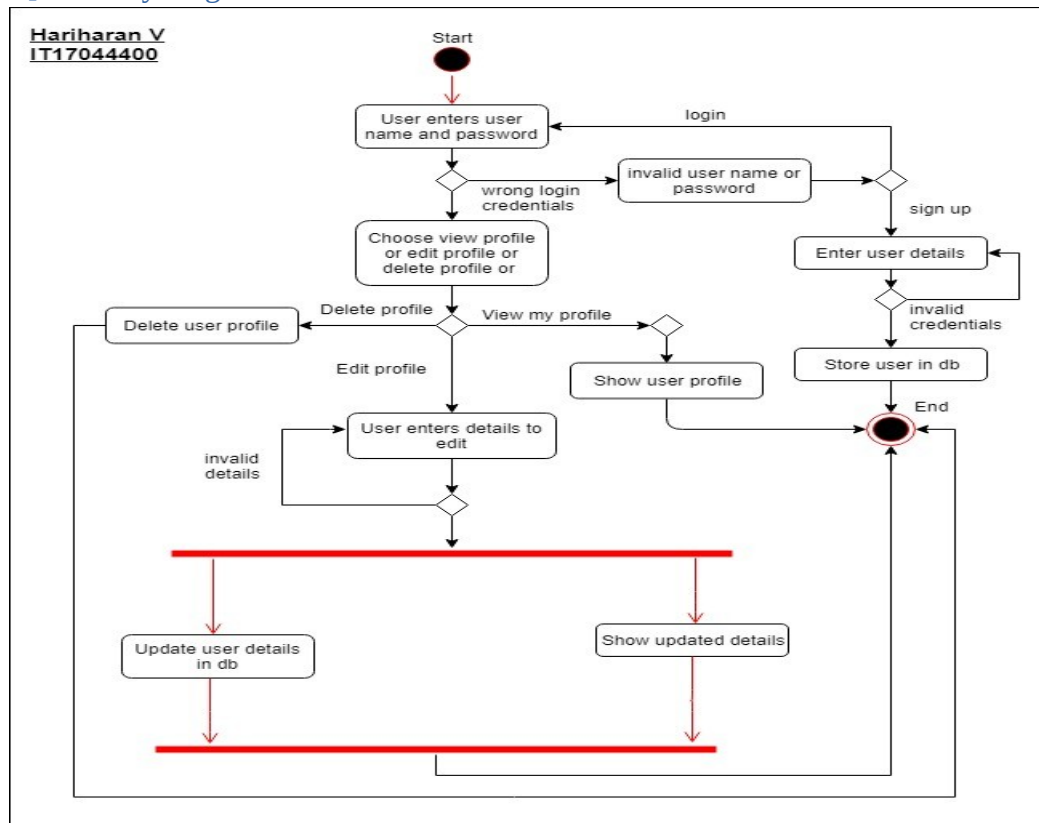 Hariharan V
IT17044400
Start
User enters user
name and password
login
wrong login
credentials
invalid user name or
password
sign up
Choose view profile
or edit profile or
delete profile or
Enter user details
Delete user profile
Delete profile
View my profile
invalid
credentials
Edit profile
Show user profile
Store user in db
End
User enters details to
edit
invalid
details
Update user details
in db
Show updated details